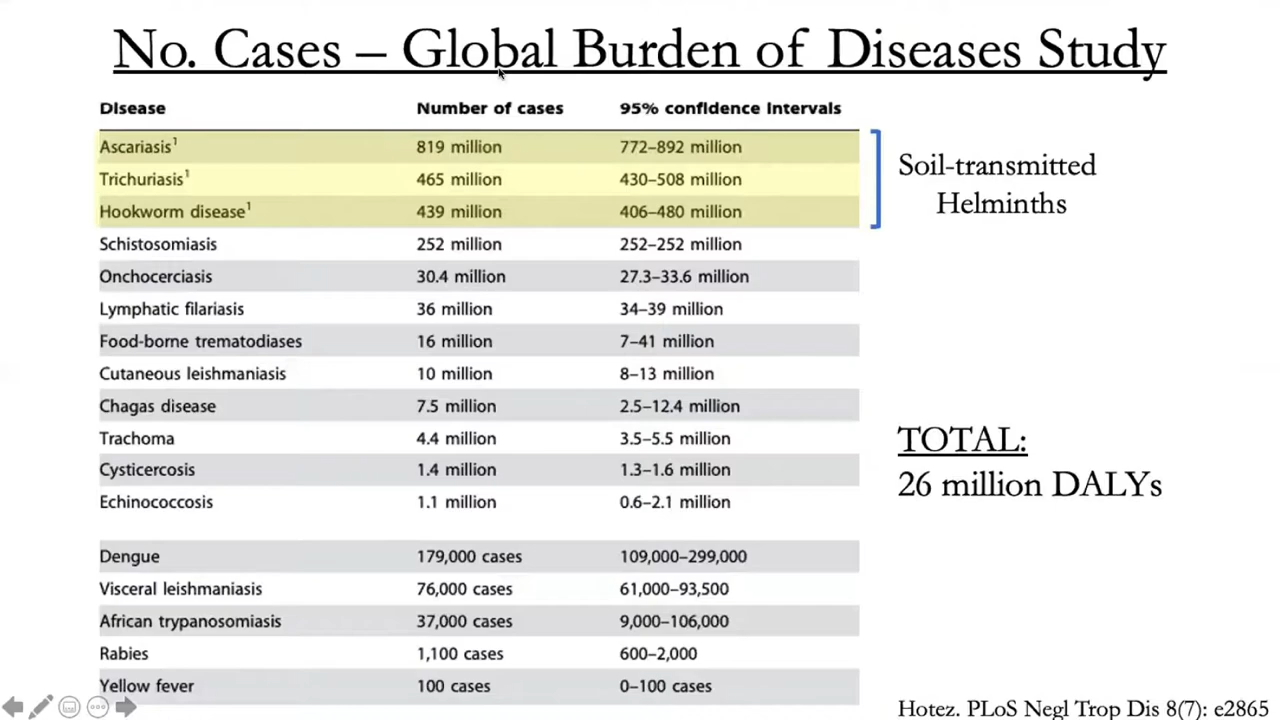 No. Cases – Global Burden of Diseases Study
Disease Number of cases 95% confidence intervals
Ascariasis¹ 819 million 772–892 million
Trichuriasis¹ 465 million 430–508 million
Hookworm disease¹ 439 million 406–480 million
Soil-transmitted
Helminths
Schistosomiasis 252 million 252–252 million
Onchocerciasis 30.4 million 27.3–33.6 million
Lymphatic filariasis 36 million 34–39 million
Food-borne trematodiases 16 million 7–41 million
Cutaneous leishmaniasis 10 million 8–13 million
Chagas disease 7.5 million 2.5–12.4 million
Trachoma 4.4 million 3.5–5.5 million
Cysticercosis 1.4 million 1.3–1.6 million
Echinococcosis 1.1 million 0.6–2.1 million
TOTAL:
26 million DALYs
Dengue 179,000 cases 109,000–299,000
Visceral leishmaniasis 76,000 cases 61,000–93,500
African trypanosomiasis 37,000 cases 9,000–106,000
Rabies 1,100 cases 600–2,000
Yellow fever 100 cases 0–100 cases
Hotez. PLoS Negl Trop Dis 8(7): e2865